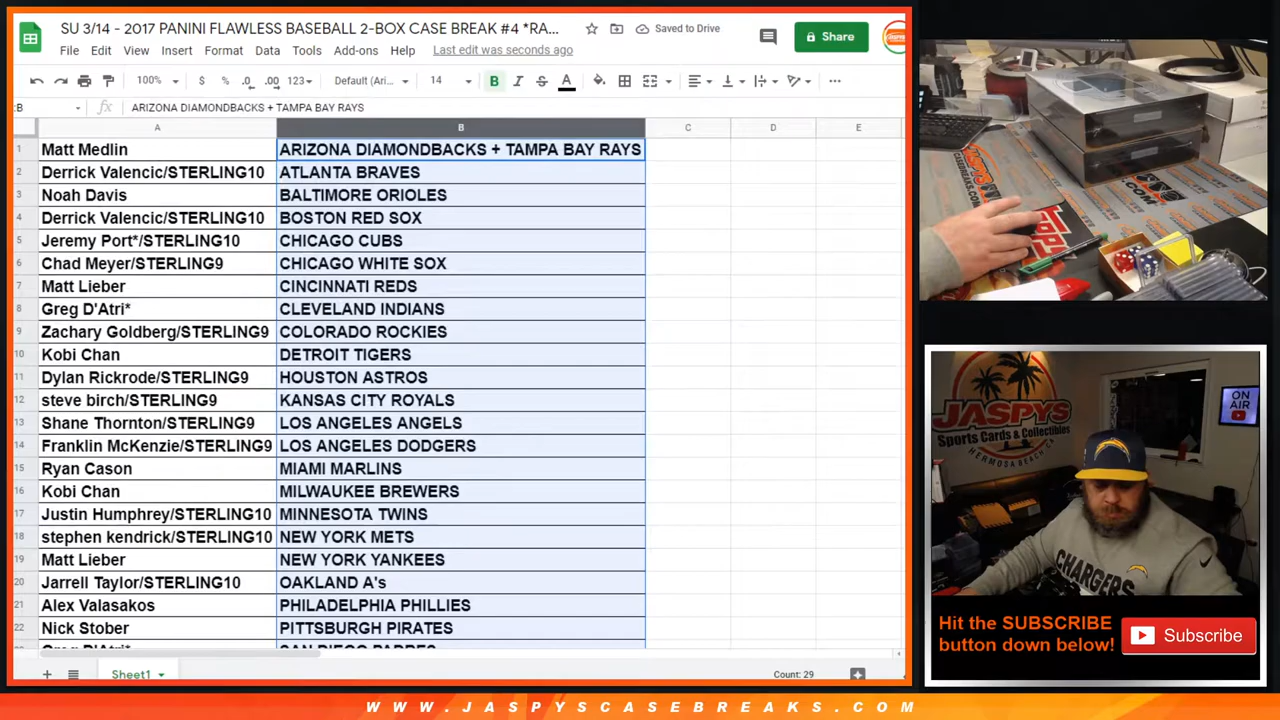 SU 3/14 - 2017 PANINI FLAWLESS BASEBALL 2-BOX CASE BREAK #4 *RA...
Saved to Drive
Share
File Edit View Insert Format Data Tools Add-ons Help Last edit was seconds ago
100% $ % .0 .00 123 Default (Ari... 14 B I S A
ARIZONA DIAMONDBACKS + TAMPA BAY RAYS
A B C D E
1 Matt Medlin ARIZONA DIAMONDBACKS + TAMPA BAY RAYS
2 Derrick Valencic/STERLING10 ATLANTA BRAVES
3 Noah Davis BALTIMORE ORIOLES
4 Derrick Valencic/STERLING10 BOSTON RED SOX
5 Jeremy Port*/STERLING10 CHICAGO CUBS
6 Chad Meyer/STERLING9 CHICAGO WHITE SOX
7 Matt Lieber CINCINNATI REDS
8 Greg D'Atri* CLEVELAND INDIANS
9 Zachary Goldberg/STERLING9 COLORADO ROCKIES
10 Kobi Chan DETROIT TIGERS
11 Dylan Rickrode/STERLING9 HOUSTON ASTROS
12 steve birch/STERLING9 KANSAS CITY ROYALS
13 Shane Thornton/STERLING9 LOS ANGELES ANGELS
14 Franklin McKenzie/STERLING9 LOS ANGELES DODGERS
15 Ryan Cason MIAMI MARLINS
16 Kobi Chan MILWAUKEE BREWERS
17 Justin Humphrey/STERLING10 MINNESOTA TWINS
18 stephen kendrick/STERLING10 NEW YORK METS
19 Matt Lieber NEW YORK YANKEES
20 Jarrell Taylor/STERLING10 OAKLAND A's
21 Alex Valasakos PHILADELPHIA PHILLIES
22 Nick Stober PITTSBURGH PIRATES
Greg D'Atri* SAN DIEGO PADRES
Sheet1
Count: 29
JASPYS
Sports Cards & Collectibles
HERMOSA BEACH
ON
AIR
CHARGERS
Hit the SUBSCRIBE
button down below!
Subscribe
WWW.JASPYSCASEBREAKS.COM